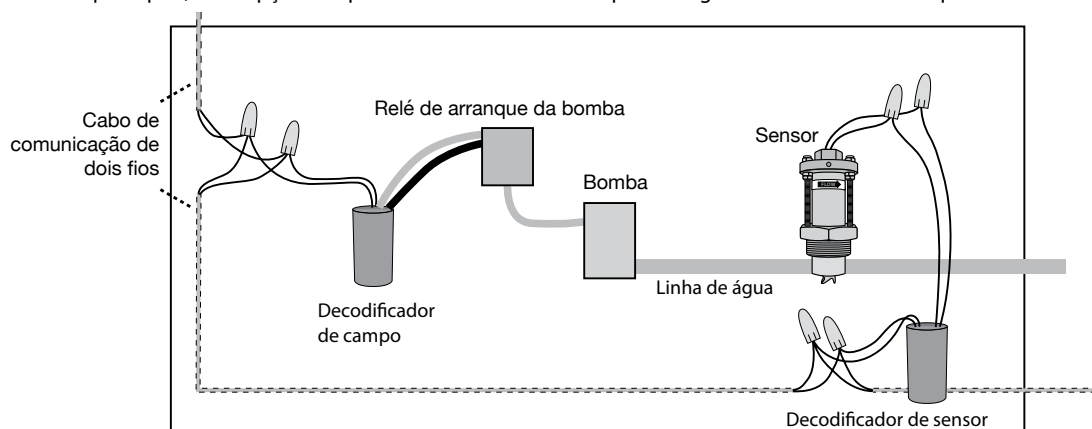 Relé de arranque da bomba
Cabo de
comunicação de
dois fios
Sensor
FLOW
Bomba
Linha de água
Decodificador
de campo
Decodificador de sensor